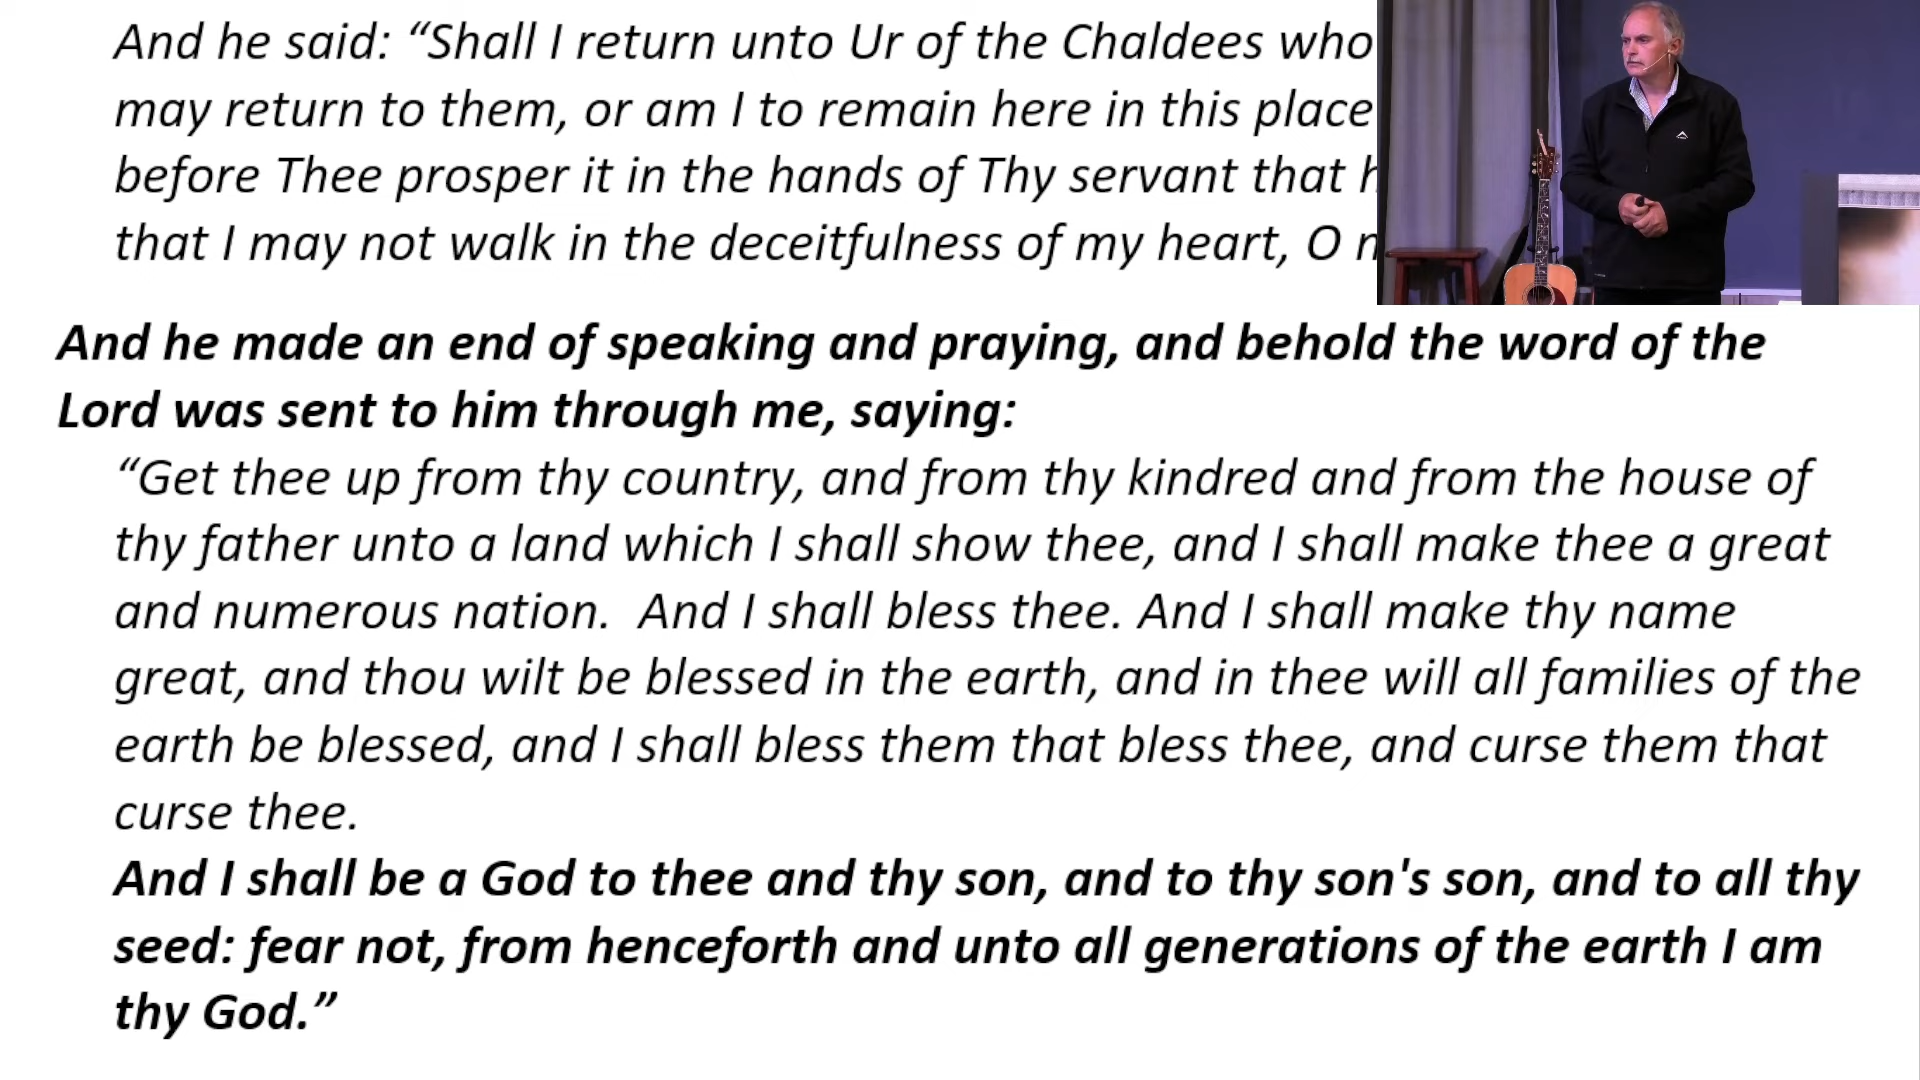 And he said: “Shall I return unto Ur of the Chaldees who
may return to them, or am I to remain here in this place
before Thee prosper it in the hands of Thy servant that
that I may not walk in the deceitfulness of my heart, O
And he made an end of speaking and praying, and behold the word of the
Lord was sent to him through me, saying:
“Get thee up from thy country, and from thy kindred and from the house of
thy father unto a land which I shall show thee, and I shall make thee a great
and numerous nation.  And I shall bless thee. And I shall make thy name
great, and thou wilt be blessed in the earth, and in thee will all families of the
earth be blessed, and I shall bless them that bless thee, and curse them that
curse thee.
And I shall be a God to thee and thy son, and to thy son's son, and to all thy
seed: fear not, from henceforth and unto all generations of the earth I am
thy God.”